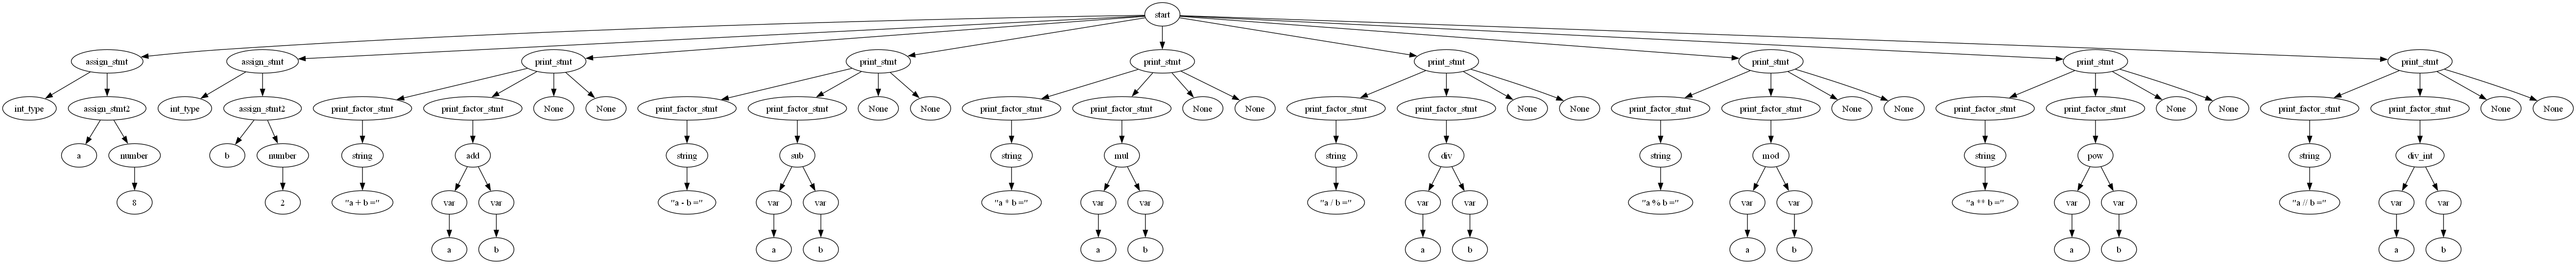 start
assign_stmt assign_stmt print_stmt print_stmt print_stmt print_stmt print_stmt print_stmt print_stmt
int_type assign_stmt2 int_type assign_stmt2 print_factor_stmt print_factor_stmt None None print_factor_stmt print_factor_stmt None None print_factor_stmt print_factor_stmt None None print_factor_stmt print_factor_stmt None None print_factor_stmt print_factor_stmt None None print_factor_stmt print_factor_stmt None None print_factor_stmt print_factor_stmt None None
a number b number string add string sub string mul string div string mod string pow string div_int
8 2 "a + b =" var var "a - b =" var var "a * b =" var var "a / b =" var var "a % b =" var var "a ** b =" var var "a // b =" var var
a b a b a b a b a b a b a b